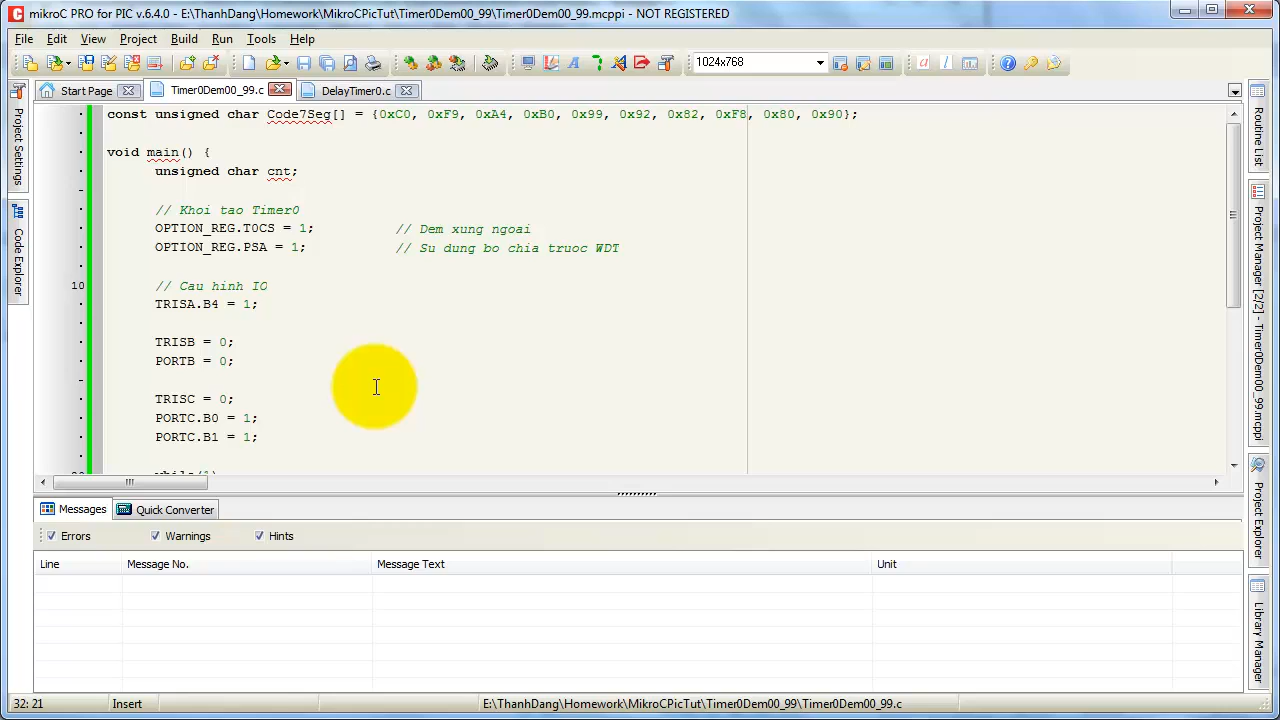 mikroC PRO for PIC v.6.4.0 - E:\ThanhDang\Homework\MikroCPicTut\Timer0Dem00_99\Timer0Dem00_99.mcppi - NOT REGISTERED
File Edit View Project Build Run Tools Help
1024x768
Start Page Timer0Dem00_99.c DelayTimer0.c
const unsigned char Code7Seg[] = {0xC0, 0xF9, 0xA4, 0xB0, 0x99, 0x92, 0x82, 0xF8, 0x80, 0x90};
void main() {
unsigned char cnt;
// Khoi tao Timer0
OPTION_REG.T0CS = 1; // Dem xung ngoai
OPTION_REG.PSA = 1; // Su dung bo chia truoc WDT
10 // Cau hinh IO
TRISA.B4 = 1;
TRISB = 0;
PORTB = 0;
TRISC = 0;
PORTC.B0 = 1;
PORTC.B1 = 1;
while(1)
Project Settings
Code Explorer
Routine List
Project Manager [2/2] - Timer0Dem00_99.mcppi
Project Explorer
Library Manager
Messages Quick Converter
Errors Warnings Hints
Line Message No. Message Text Unit
32: 21 Insert E:\ThanhDang\Homework\MikroCPicTut\Timer0Dem00_99\Timer0Dem00_99.c